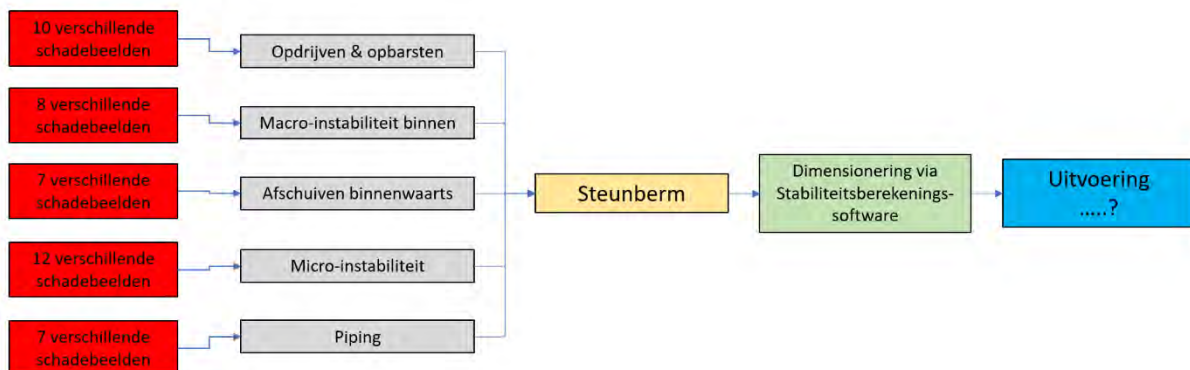 10 verschillende
schadebeelden
Opdrijven & opbarsten
8 verschillende
schadebeelden
Macro-instabiliteit binnen
7 verschillende
schadebeelden
Afschuiven binnenwaarts
12 verschillende
schadebeelden
Micro-instabiliteit
7 verschillende
schadebeelden
Piping
Steunberm
Dimensionering via
Stabiliteitsberekenings-
software
Uitvoering
.....?